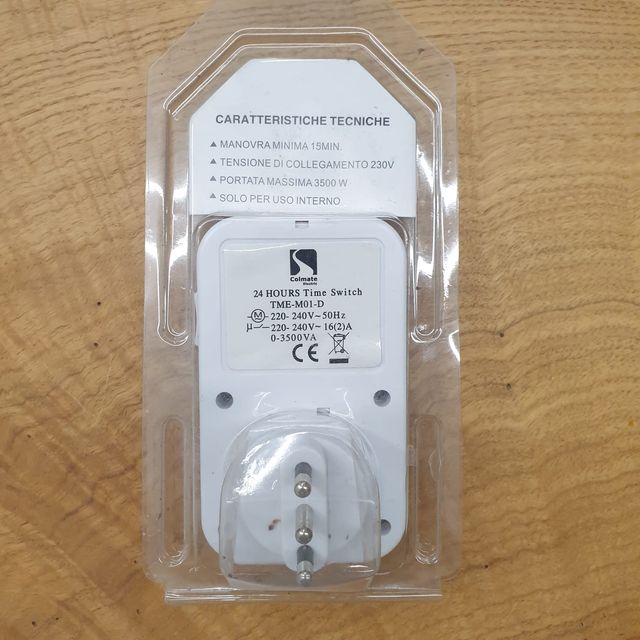 CARATTERISTICHE TECNICHE
▲ MANOVRA MINIMA 15MIN.
▲ TENSIONE DI COLLEGAMENTO 230V
▲ PORTATA MASSIMA 3500 W
▲ SOLO PER USO INTERNO
Colmate
Electric
24 HOURS Time Switch
TME-M01-D
M 220- 240V~50Hz
μ 220- 240V~ 16(2)A
0-3500VA
CE